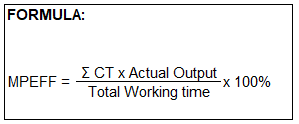 FORMULA:
MPEFF = Σ CT x Actual Output x 100%
Total Working time